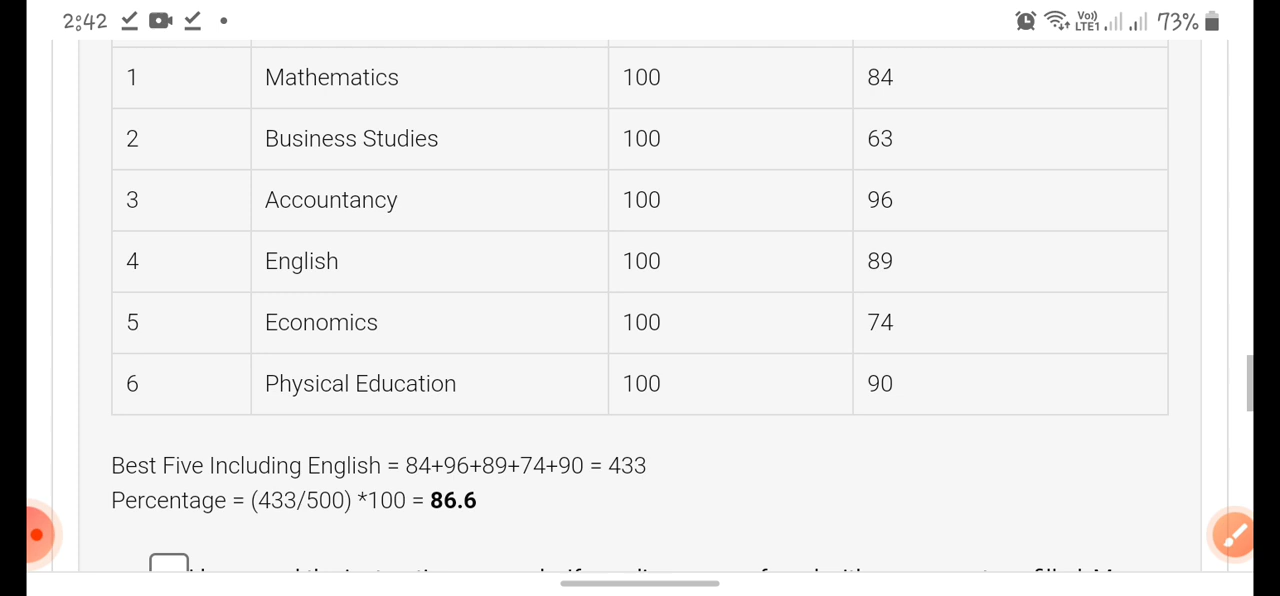 2:42 Vo)) LTE1 73%
1 Mathematics 100 84
2 Business Studies 100 63
3 Accountancy 100 96
4 English 100 89
5 Economics 100 74
6 Physical Education 100 90
Best Five Including English = 84+96+89+74+90 = 433
Percentage = (433/500) *100 = 86.6